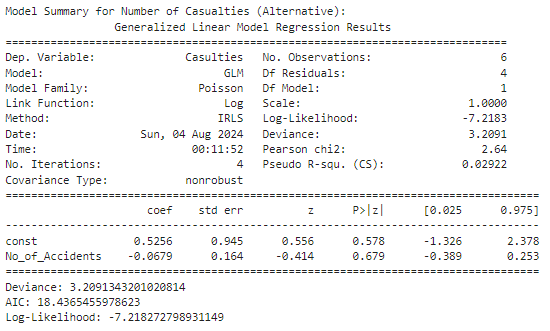 Model Summary for Number of Casualties (Alternative):
Generalized Linear Model Regression Results
==============================================================================
Dep. Variable: Casulties No. Observations: 6
Model: GLM Df Residuals: 4
Model Family: Poisson Df Model: 1
Link Function: Log Scale: 1.0000
Method: IRLS Log-Likelihood: -7.2183
Date: Sun, 04 Aug 2024 Deviance: 3.2091
Time: 00:11:52 Pearson chi2: 2.64
No. Iterations: 4 Pseudo R-squ. (CS): 0.02922
Covariance Type: nonrobust
===================================================================================
coef std err z P>|z| [0.025 0.975]
-----------------------------------------------------------------------------------
const 0.5256 0.945 0.556 0.578 -1.326 2.378
No_of_Accidents -0.0679 0.164 -0.414 0.679 -0.389 0.253
===================================================================================
Deviance: 3.2091343201020814
AIC: 18.4365455978623
Log-Likelihood: -7.218272798931149